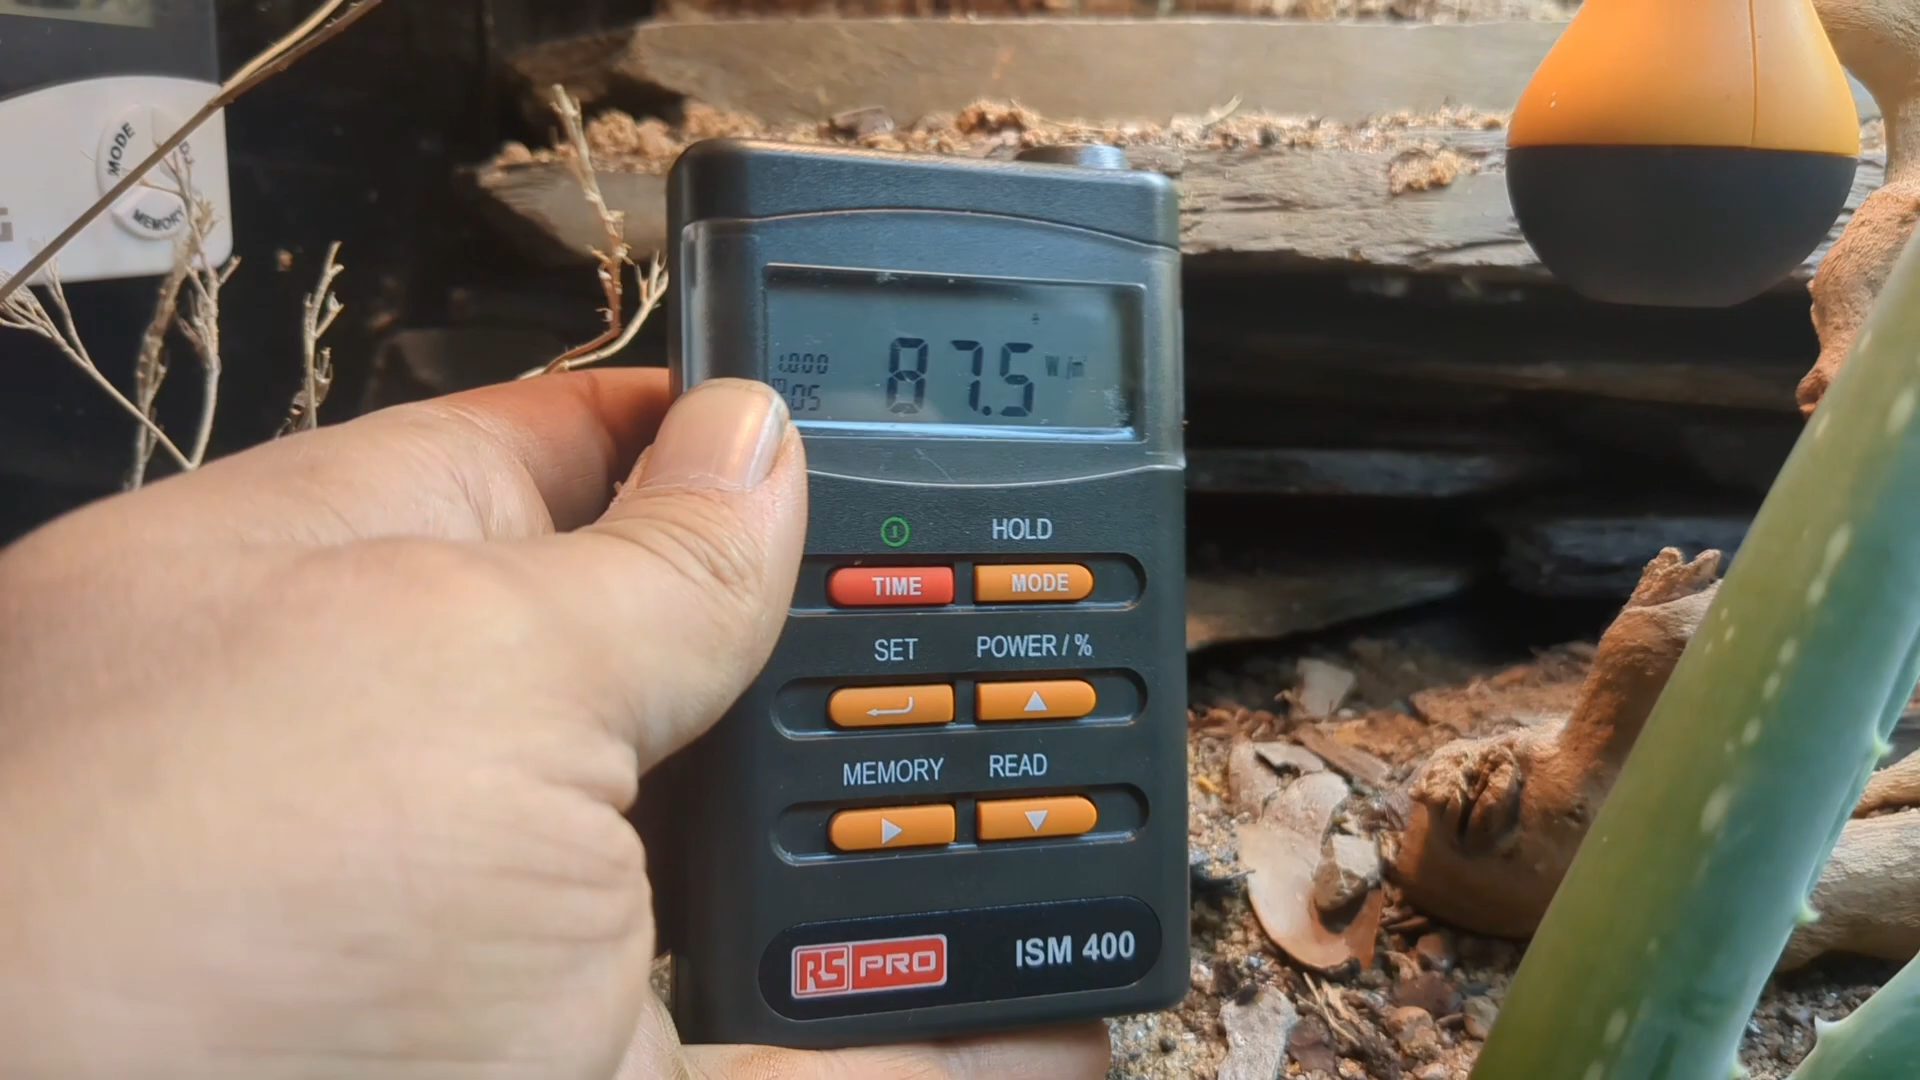 MODE
MEMORY
1.000
87.5 W/m²
M
05
HOLD
TIME MODE
SET POWER / %
MEMORY READ
RS PRO ISM 400